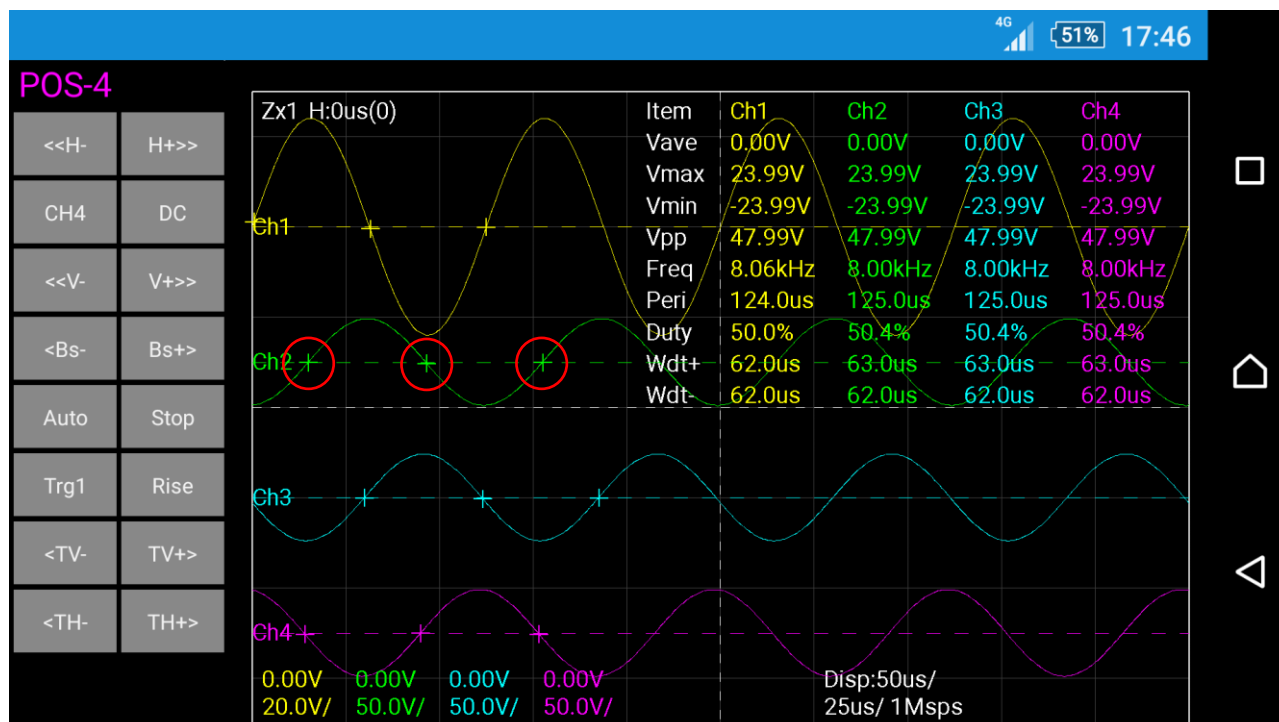 4G 51% 17:46
POS-4
<<H- H+>>
CH4 DC
<<V- V+>>
<Bs- Bs+>
Auto Stop
Trg1 Rise
<TV- TV+>
<TH- TH+>
Zx1 H:0us(0)
Item Ch1 Ch2 Ch3 Ch4
Vave 0.00V 0.00V 0.00V 0.00V
Vmax 23.99V 23.99V 23.99V 23.99V
Vmin -23.99V -23.99V -23.99V -23.99V
Vpp 47.99V 47.99V 47.99V 47.99V
Freq 8.06kHz 8.00kHz 8.00kHz 8.00kHz
Peri 124.0us 125.0us 125.0us 125.0us
Duty 50.0% 50.4% 50.4% 50.4%
Wdt+ 62.0us 63.0us 63.0us 63.0us
Wdt- 62.0us 62.0us 62.0us 62.0us
Ch1
Ch2
Ch3
Ch4
0.00V 0.00V 0.00V 0.00V
20.0V/ 50.0V/ 50.0V/ 50.0V/
Disp:50us/
25us/ 1Msps